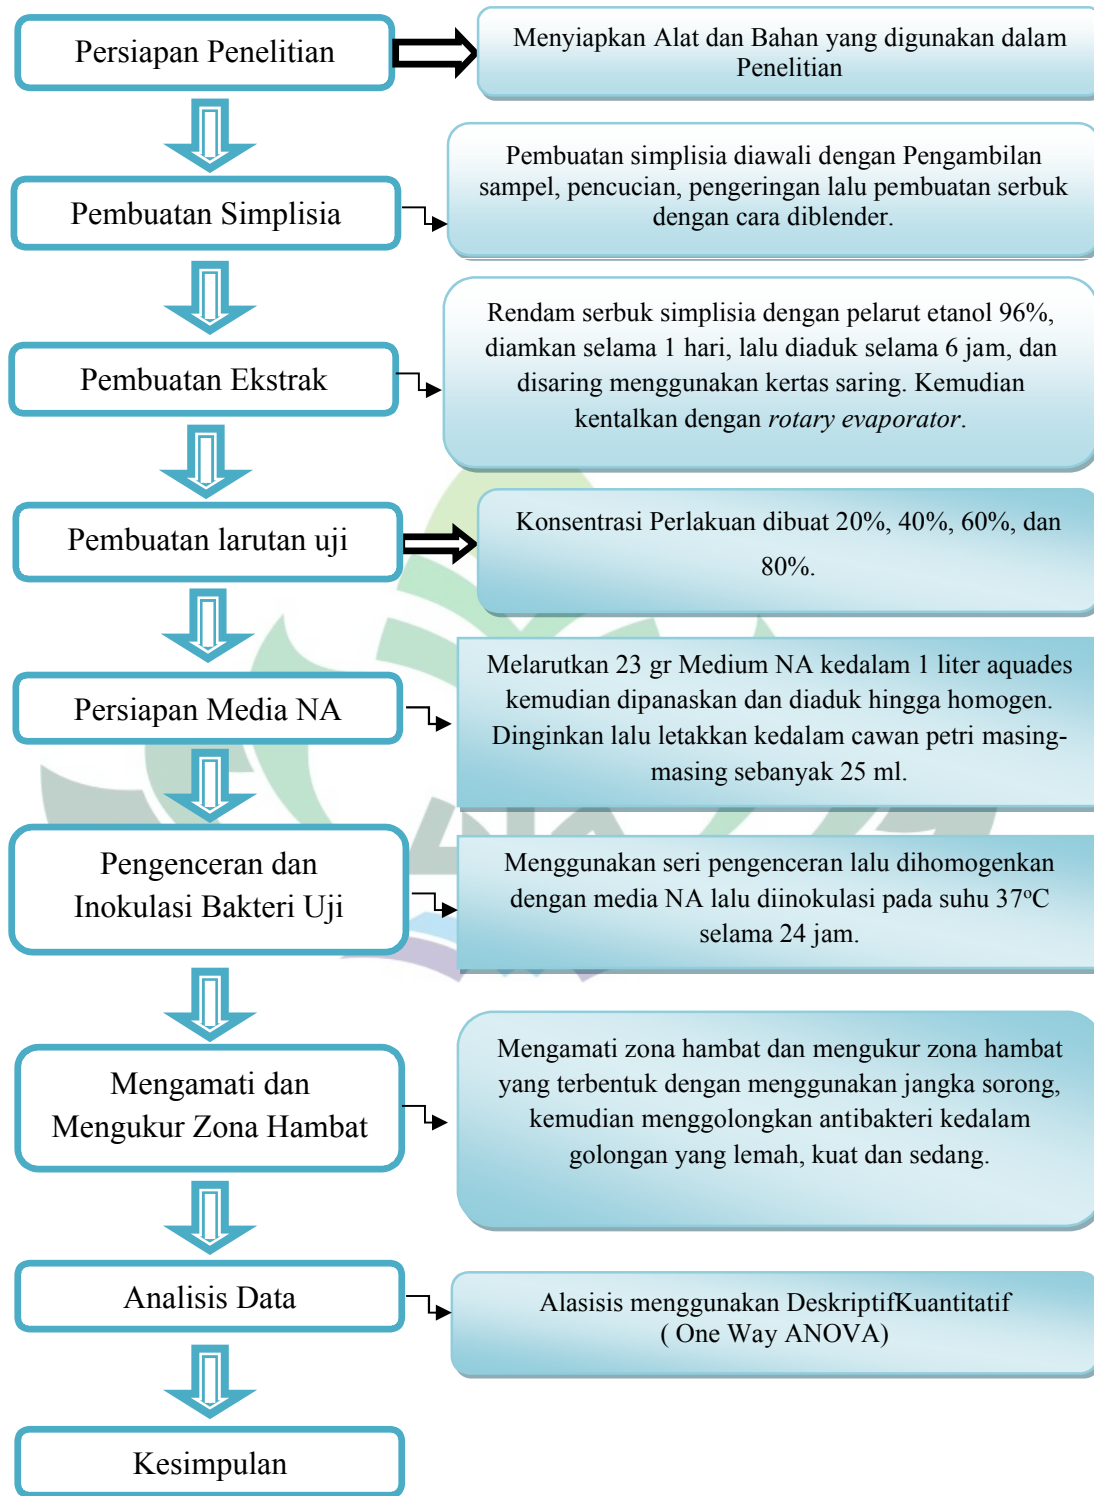 Persiapan Penelitian
Menyiapkan Alat dan Bahan yang digunakan dalam
Penelitian
Pembuatan Simplisia
Pembuatan simplisia diawali dengan Pengambilan
sampel, pencucian, pengeringan lalu pembuatan serbuk
dengan cara diblender.
Pembuatan Ekstrak
Rendam serbuk simplisia dengan pelarut etanol 96%,
diamkan selama 1 hari, lalu diaduk selama 6 jam, dan
disaring menggunakan kertas saring. Kemudian
kentalkan dengan rotary evaporator.
Pembuatan larutan uji
Konsentrasi Perlakuan dibuat 20%, 40%, 60%, dan
80%.
Persiapan Media NA
Melarutkan 23 gr Medium NA kedalam 1 liter aquades
kemudian dipanaskan dan diaduk hingga homogen.
Dinginkan lalu letakkan kedalam cawan petri masing-
masing sebanyak 25 ml.
Pengenceran dan
Inokulasi Bakteri Uji
Menggunakan seri pengenceran lalu dihomogenkan
dengan media NA lalu diinokulasi pada suhu 37°C
selama 24 jam.
Mengamati dan
Mengukur Zona Hambat
Mengamati zona hambat dan mengukur zona hambat
yang terbentuk dengan menggunakan jangka sorong,
kemudian menggolongkan antibakteri kedalam
golongan yang lemah, kuat dan sedang.
Analisis Data
Alasisis menggunakan DeskriptifKuantitatif
( One Way ANOVA)
Kesimpulan